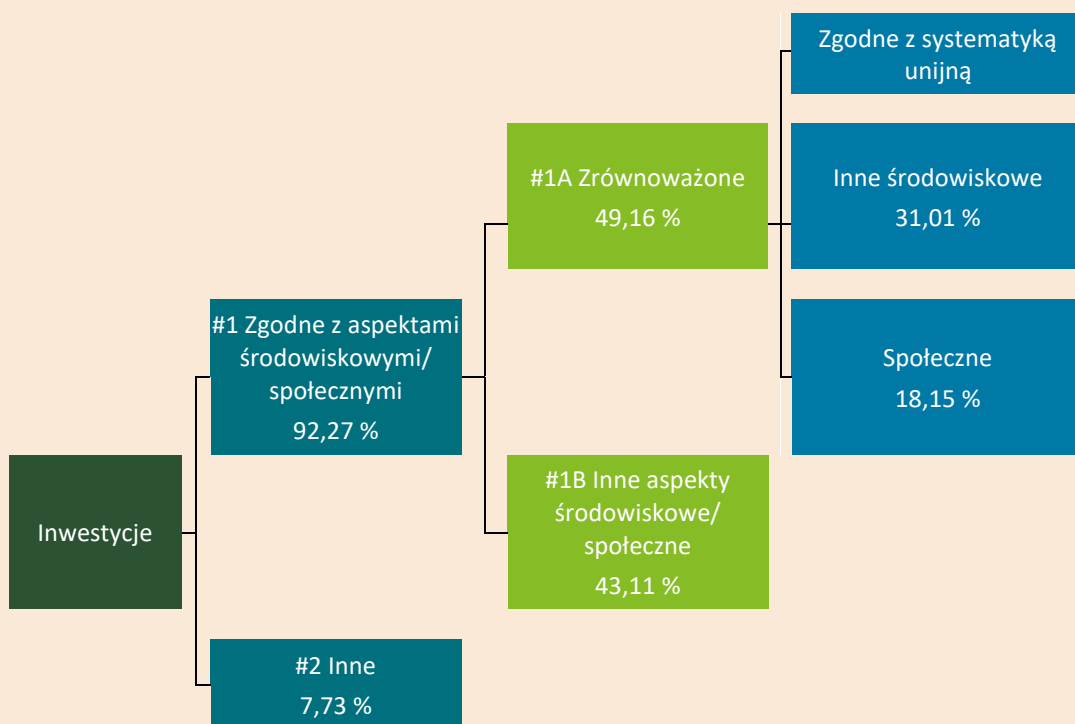 Zgodne z systematyką
unijną
#1A Zrównoważone
49,16 %
Inne środowiskowe
31,01 %
#1 Zgodne z aspektami
środowiskowymi/
społecznymi
92,27 %
Społeczne
18,15 %
Inwestycje
#1B Inne aspekty
środowiskowe/
społeczne
43,11 %
#2 Inne
7,73 %